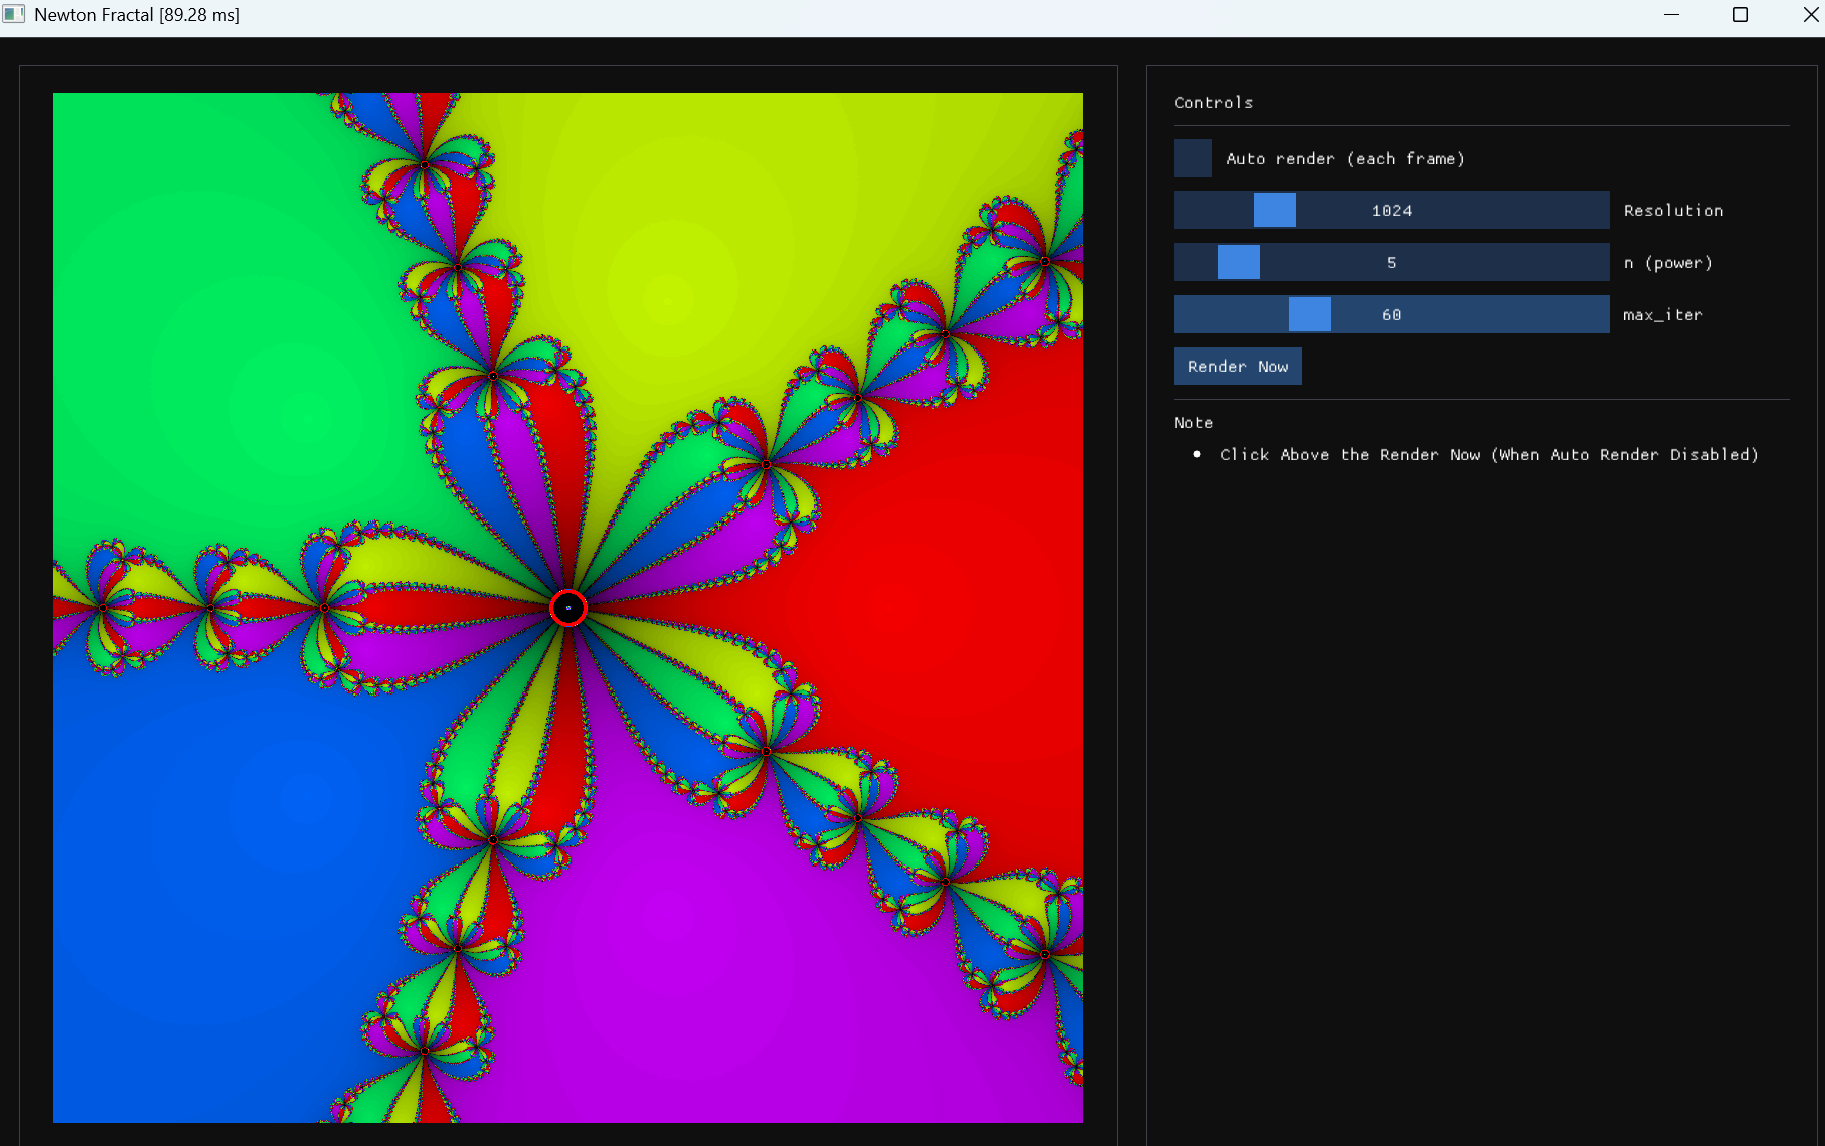 Newton Fractal [89.28 ms]
Controls
Auto render (each frame)
1024 Resolution
5 n (power)
60 max_iter
Render Now
Note
Click Above the Render Now (When Auto Render Disabled)